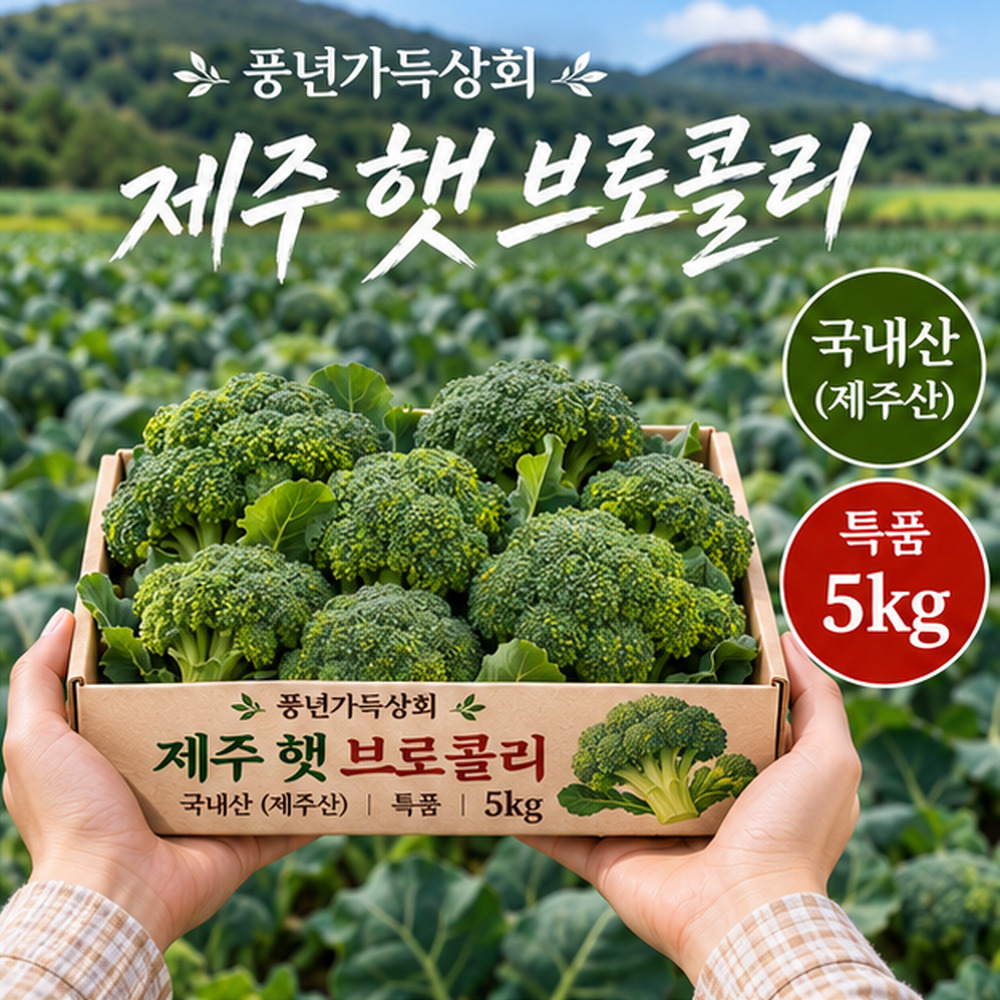 풍년가득상회
제주 햇 브로콜리
국내산
(제주산)
특품
5kg
풍년가득상회
제주 햇 브로콜리
국내산 (제주산) | 특품 | 5kg